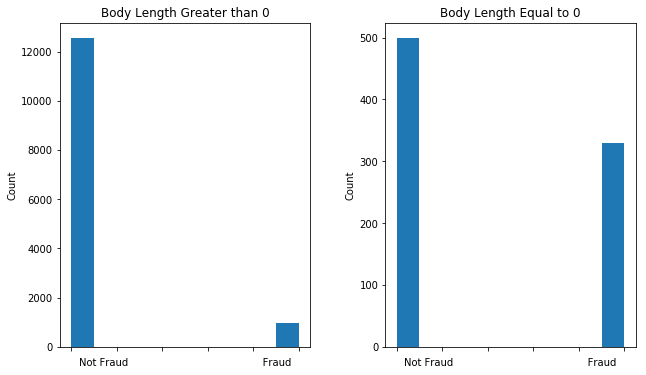 Body Length Greater than 0
12000
10000
8000
6000
4000
2000
0
Count
Not Fraud
Fraud
Body Length Equal to 0
500
400
300
200
100
0
Count
Not Fraud
Fraud